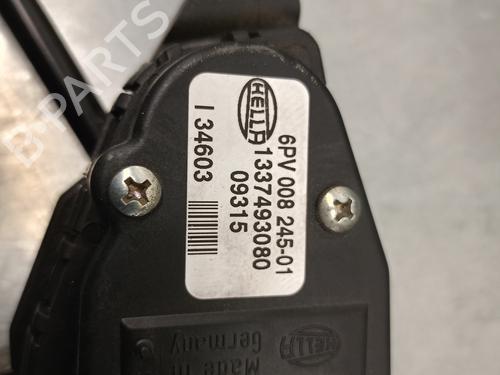 B-PARTS
HELLA
6PV 008 245-01
1337493080
09315
I 34603
HELLA
Made in
Germany